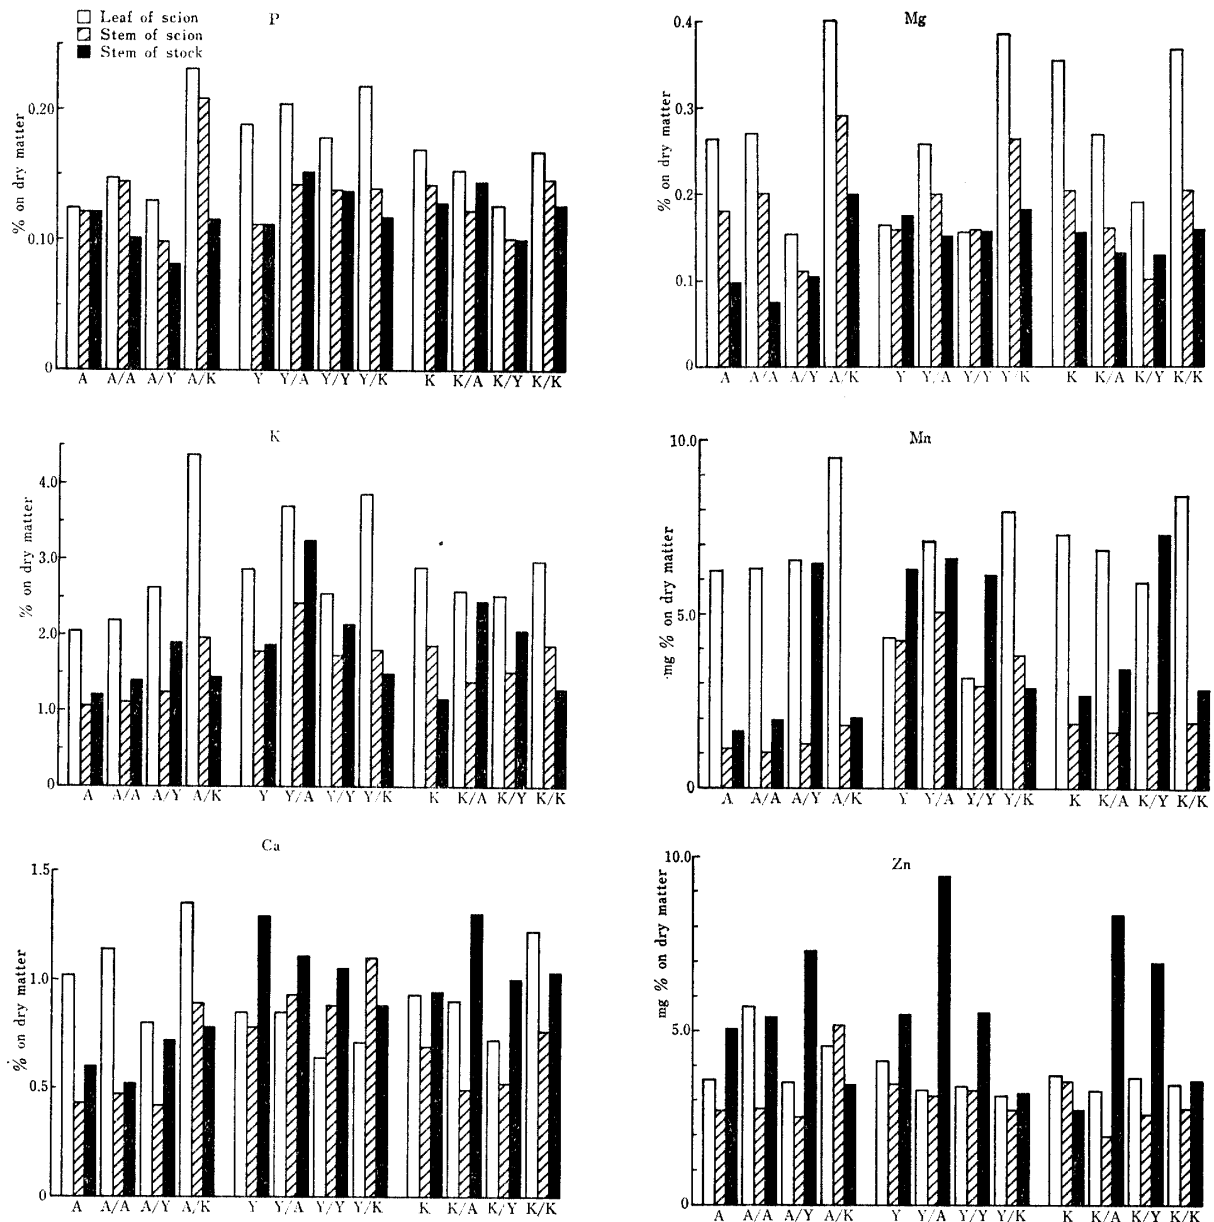 Leaf of scion
Stem of scion
Stem of stock
P
% on dry matter
0.20
0.10
0
A A/A A/Y A/K Y Y/A Y/Y Y/K K K/A K/Y K/K
Mg
% on dry matter
0.4
0.3
0.2
0.1
0
A A/A A/Y A/K Y Y/A Y/Y Y/K K K/A K/Y K/K
K
% on dry matter
4.0
3.0
2.0
1.0
0
A A/A A/Y A/K Y Y/A Y/Y Y/K K K/A K/Y K/K
Mn
mg % on dry matter
10.0
5.0
0
A A/A A/Y A/K Y Y/A Y/Y Y/K K K/A K/Y K/K
Ca
% on dry matter
1.5
1.0
0.5
0
A A/A A/Y A/K Y Y/A Y/Y Y/K K K/A K/Y K/K
Zn
mg % on dry matter
10.0
5.0
0
A A/A A/Y A/K Y Y/A Y/Y Y/K K K/A K/Y K/K